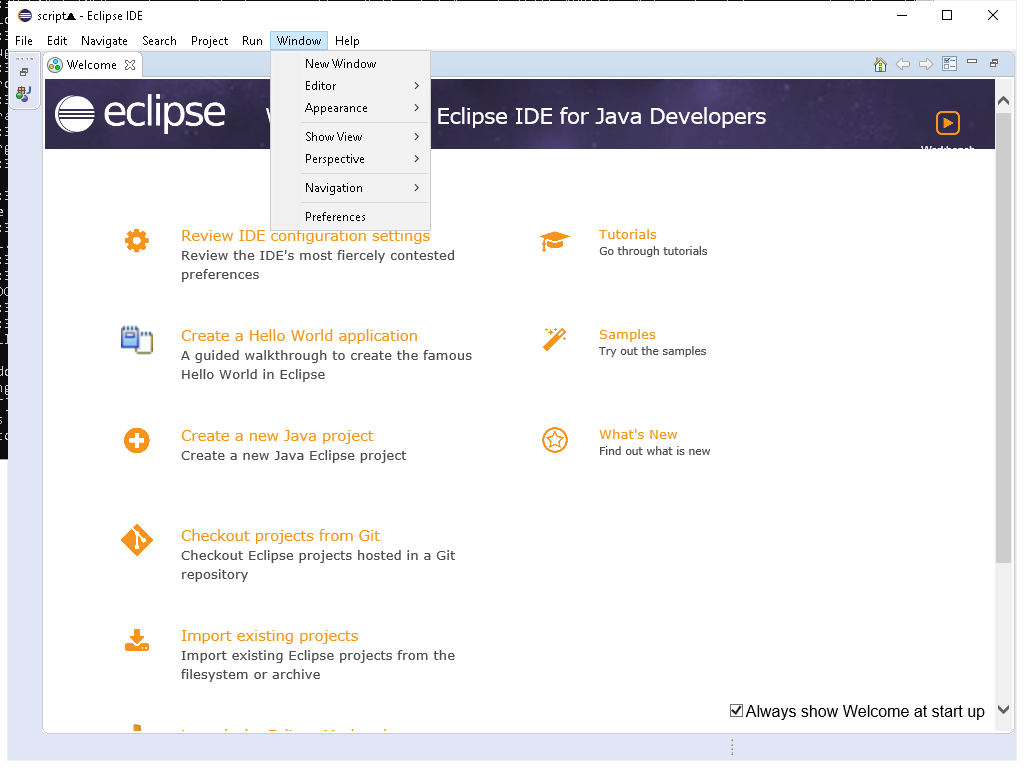 script▲ - Eclipse IDE
File Edit Navigate Search Project Run Window Help
Welcome
New Window
Editor
Appearance
Show View
Perspective
Navigation
Preferences
eclipse Eclipse IDE for Java Developers
Workbench
Review IDE configuration settings
Review the IDE's most fiercely contested
preferences
Tutorials
Go through tutorials
Create a Hello World application
A guided walkthrough to create the famous
Hello World in Eclipse
Samples
Try out the samples
Create a new Java project
Create a new Java Eclipse project
What's New
Find out what is new
Checkout projects from Git
Checkout Eclipse projects hosted in a Git
repository
Import existing projects
Import existing Eclipse projects from the
filesystem or archive
Always show Welcome at start up